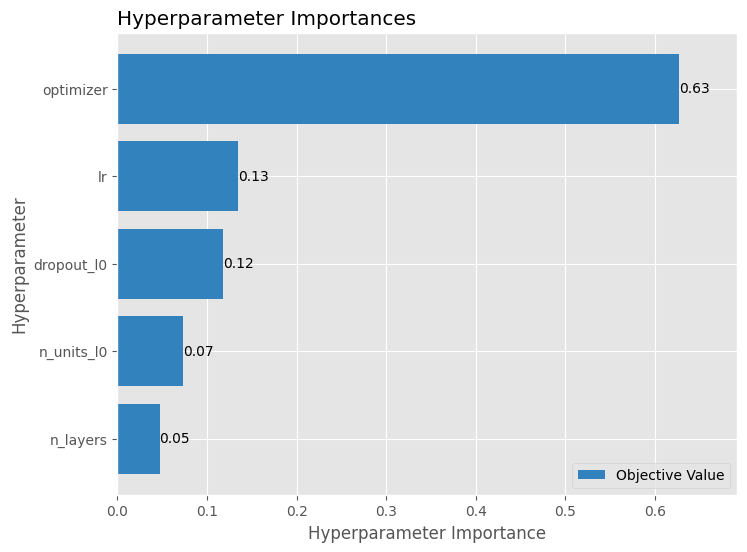 Hyperparameter Importances
Hyperparameter
optimizer
0.63
lr
0.13
dropout_l0
0.12
n_units_l0
0.07
n_layers
0.05
Objective Value
0.0 0.1 0.2 0.3 0.4 0.5 0.6
Hyperparameter Importance